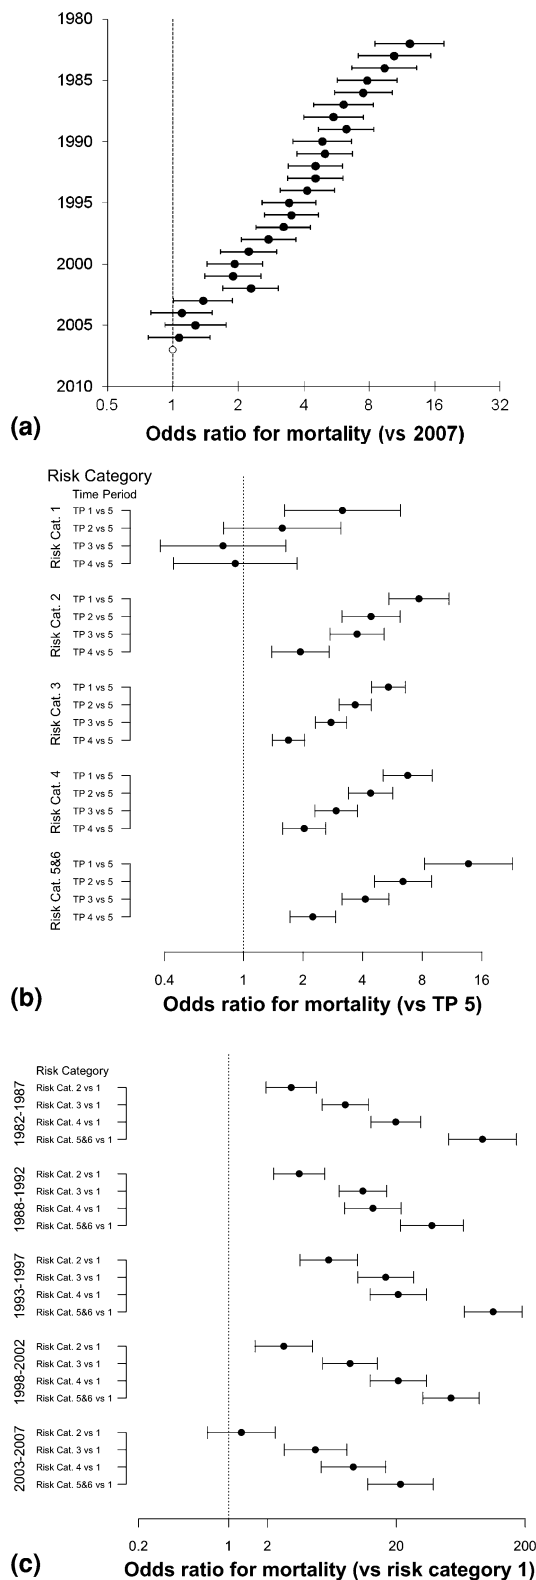 1980
1985
1990
1995
2000
2005
2010
0.5 1 2 4 8 16 32
(a) Odds ratio for mortality (vs 2007)
Risk Category
Time Period
Risk Cat. 1
TP 1 vs 5
TP 2 vs 5
TP 3 vs 5
TP 4 vs 5
Risk Cat. 2
TP 1 vs 5
TP 2 vs 5
TP 3 vs 5
TP 4 vs 5
Risk Cat. 3
TP 1 vs 5
TP 2 vs 5
TP 3 vs 5
TP 4 vs 5
Risk Cat. 4
TP 1 vs 5
TP 2 vs 5
TP 3 vs 5
TP 4 vs 5
Risk Cat. 5&6
TP 1 vs 5
TP 2 vs 5
TP 3 vs 5
TP 4 vs 5
0.4 1 2 4 8 16
(b) Odds ratio for mortality (vs TP 5)
Risk Category
1982-1987
Risk Cat. 2 vs 1
Risk Cat. 3 vs 1
Risk Cat. 4 vs 1
Risk Cat. 5&6 vs 1
1988-1992
Risk Cat. 2 vs 1
Risk Cat. 3 vs 1
Risk Cat. 4 vs 1
Risk Cat. 5&6 vs 1
1993-1997
Risk Cat. 2 vs 1
Risk Cat. 3 vs 1
Risk Cat. 4 vs 1
Risk Cat. 5&6 vs 1
1998-2002
Risk Cat. 2 vs 1
Risk Cat. 3 vs 1
Risk Cat. 4 vs 1
Risk Cat. 5&6 vs 1
2003-2007
Risk Cat. 2 vs 1
Risk Cat. 3 vs 1
Risk Cat. 4 vs 1
Risk Cat. 5&6 vs 1
0.2 1 2 20 200
(c) Odds ratio for mortality (vs risk category 1)